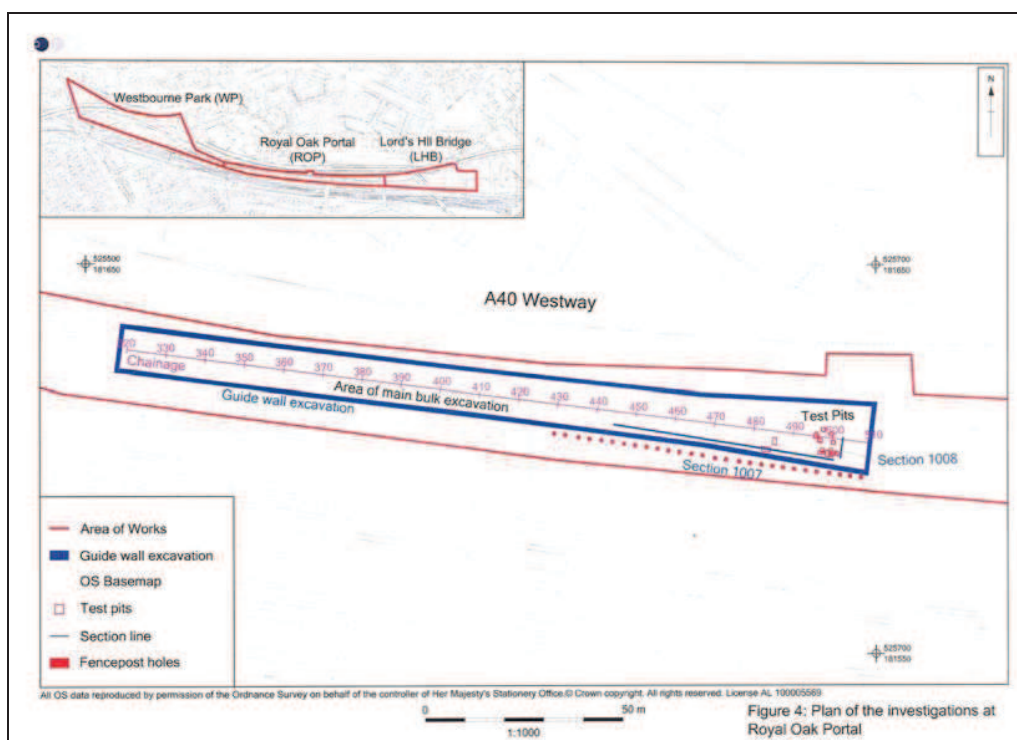 Westbourne Park (WP)
Royal Oak Portal
(ROP)
Lord's Hll Bridge
(LHB)
N
525500
181650
525700
181650
A40 Westway
320 330 340 350 360 370 380 390 400 410 420 430 440 450 460 470 480 490 500 510
Chainage
Area of main bulk excavation
Guide wall excavation
Test Pits
Section 1007
Section 1008
Area of Works
Guide wall excavation
OS Basemap
Test pits
Section line
Fencepost holes
525700
181550
All OS data reproduced by permission of the Ordnance Survey on behalf of the controller of Her Majesty's Stationery Office.© Crown copyright. All rights reserved. License AL 100005569
0 50 m
1:1000
Figure 4: Plan of the investigations at
Royal Oak Portal